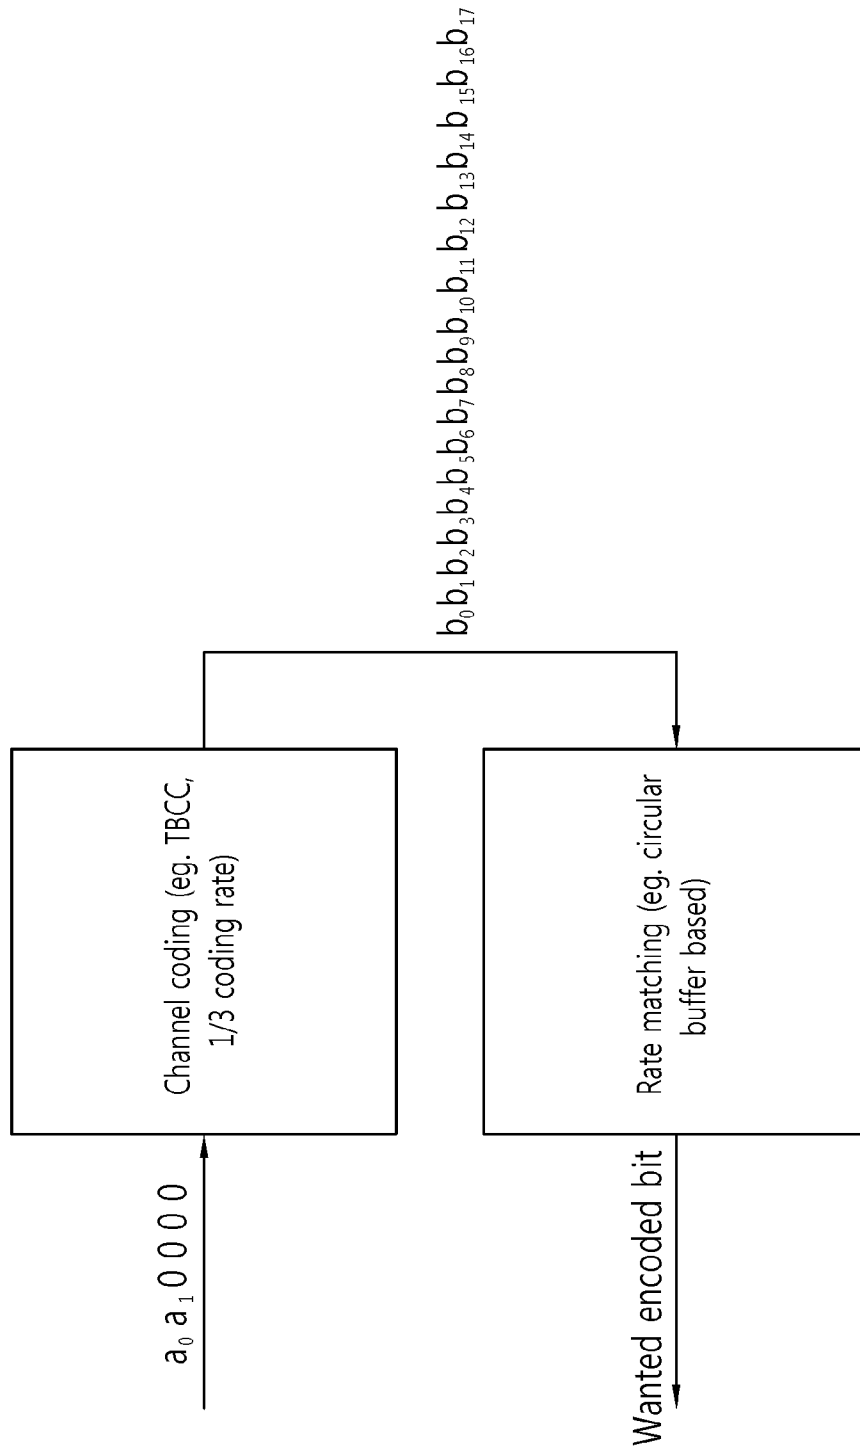 a₀ a₁ 0 0 0 0
Channel coding (eg. TBCC,
1/3 coding rate)
b₀b₁b₂b₃b₄b₅b₆b₇b₈b₉b₁₀b₁₁b₁₂b₁₃b₁₄b₁₅b₁₆b₁₇
Rate matching (eg. circular
buffer based)
Wanted encoded bit